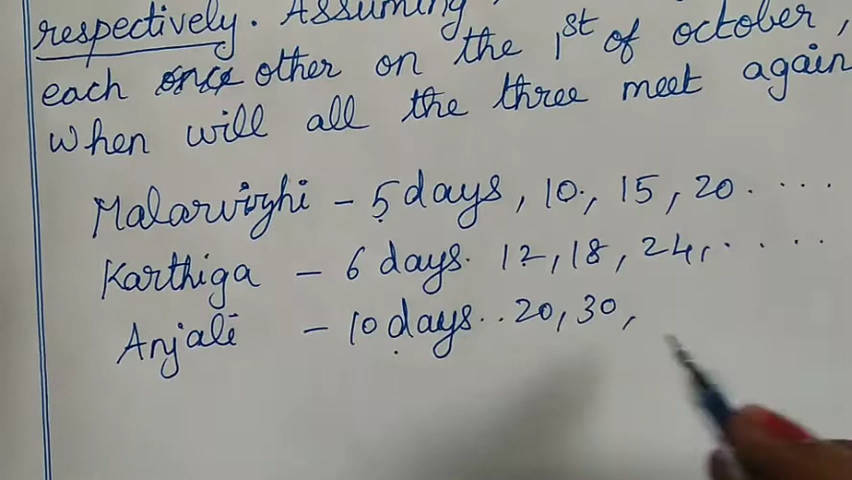 respectively. Assuming
each other on the 1st of october,
when will all the three meet again
Malarvizhi - 5 days, 10, 15, 20....
Karthiga - 6 days. 12, 18, 24, ....
Anjali - 10 days.. 20, 30,